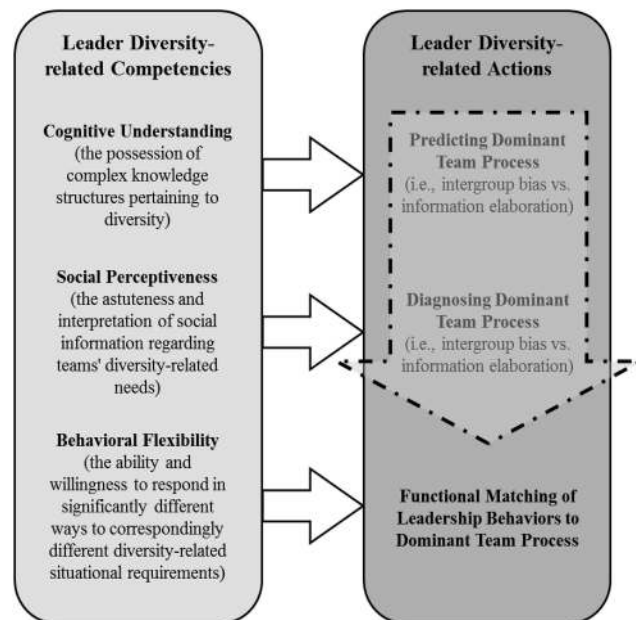 Leader Diversity-
related Competencies
Cognitive Understanding
(the possession of
complex knowledge
structures pertaining to
diversity)
Social Perceptiveness
(the astuteness and
interpretation of social
information regarding
teams' diversity-related
needs)
Behavioral Flexibility
(the ability and
willingness to respond in
significantly different
ways to correspondingly
different diversity-related
situational requirements)
Leader Diversity-
related Actions
Predicting Dominant
Team Process
(i.e., intergroup bias vs.
information elaboration)
Diagnosing Dominant
Team Process
(i.e., intergroup bias vs.
information elaboration)
Functional Matching of
Leadership Behaviors to
Dominant Team Process